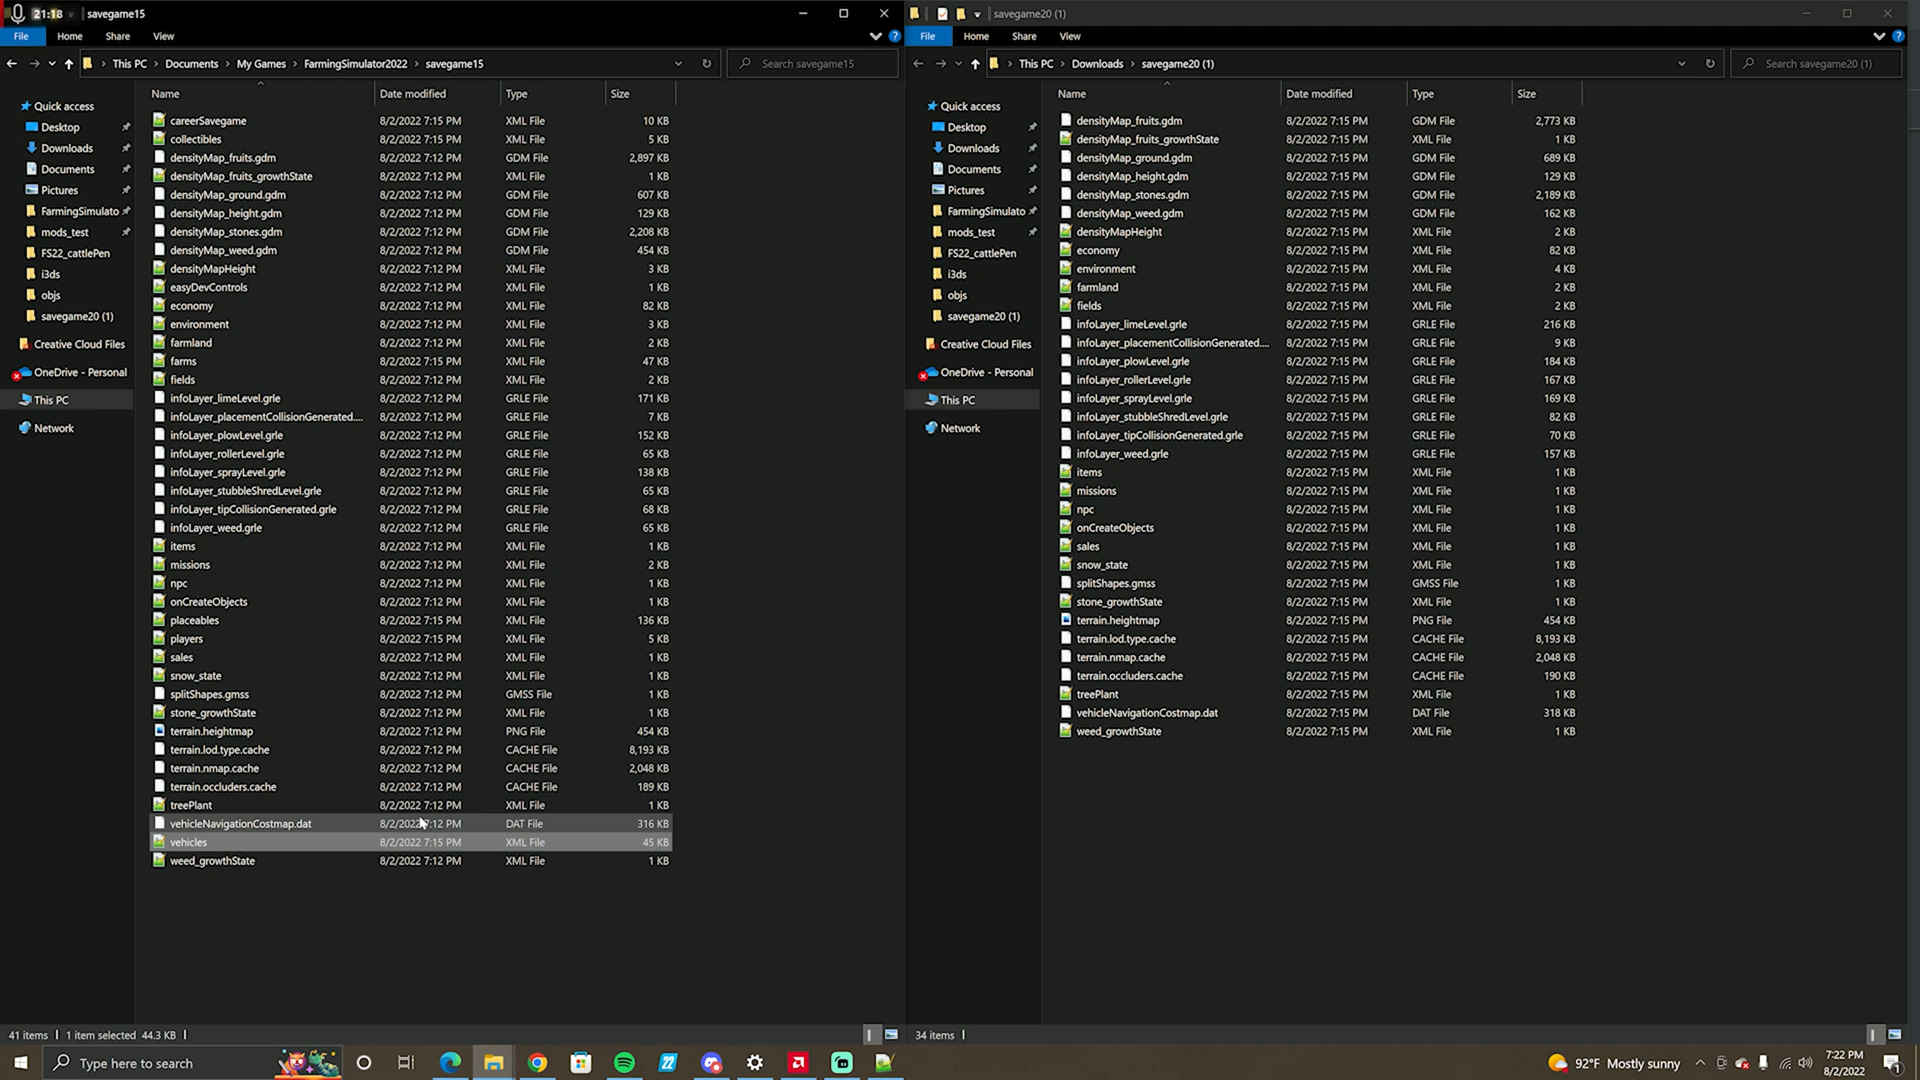 21:18 savegame15
File Home Share View
This PC > Documents > My Games > FarmingSimulator2022 > savegame15
Search savegame15
Name Date modified Type Size
Quick access
Desktop
Downloads
Documents
Pictures
FarmingSimulato
mods_test
FS22_cattlePen
i3ds
objs
savegame20 (1)
Creative Cloud Files
OneDrive - Personal
This PC
Network
careerSavegame 8/2/2022 7:15 PM XML File 10 KB
collectibles 8/2/2022 7:15 PM XML File 5 KB
densityMap_fruits.gdm 8/2/2022 7:12 PM GDM File 2,897 KB
densityMap_fruits_growthState 8/2/2022 7:12 PM XML File 1 KB
densityMap_ground.gdm 8/2/2022 7:12 PM GDM File 607 KB
densityMap_height.gdm 8/2/2022 7:12 PM GDM File 129 KB
densityMap_stones.gdm 8/2/2022 7:12 PM GDM File 2,208 KB
densityMap_weed.gdm 8/2/2022 7:12 PM GDM File 454 KB
densityMapHeight 8/2/2022 7:12 PM XML File 3 KB
easyDevControls 8/2/2022 7:12 PM XML File 1 KB
economy 8/2/2022 7:12 PM XML File 82 KB
environment 8/2/2022 7:12 PM XML File 3 KB
farmland 8/2/2022 7:12 PM XML File 2 KB
farms 8/2/2022 7:15 PM XML File 47 KB
fields 8/2/2022 7:12 PM XML File 2 KB
infoLayer_limeLevel.grle 8/2/2022 7:12 PM GRLE File 171 KB
infoLayer_placementCollisionGenerated.... 8/2/2022 7:12 PM GRLE File 7 KB
infoLayer_plowLevel.grle 8/2/2022 7:12 PM GRLE File 152 KB
infoLayer_rollerLevel.grle 8/2/2022 7:12 PM GRLE File 65 KB
infoLayer_sprayLevel.grle 8/2/2022 7:12 PM GRLE File 138 KB
infoLayer_stubbleShredLevel.grle 8/2/2022 7:12 PM GRLE File 65 KB
infoLayer_tipCollisionGenerated.grle 8/2/2022 7:12 PM GRLE File 68 KB
infoLayer_weed.grle 8/2/2022 7:12 PM GRLE File 65 KB
items 8/2/2022 7:12 PM XML File 1 KB
missions 8/2/2022 7:12 PM XML File 2 KB
npc 8/2/2022 7:12 PM XML File 1 KB
onCreateObjects 8/2/2022 7:12 PM XML File 1 KB
placeables 8/2/2022 7:15 PM XML File 136 KB
players 8/2/2022 7:15 PM XML File 5 KB
sales 8/2/2022 7:12 PM XML File 1 KB
snow_state 8/2/2022 7:12 PM XML File 1 KB
splitShapes.gmss 8/2/2022 7:12 PM GMSS File 1 KB
stone_growthState 8/2/2022 7:12 PM XML File 1 KB
terrain.heightmap 8/2/2022 7:12 PM PNG File 454 KB
terrain.lod.type.cache 8/2/2022 7:12 PM CACHE File 8,193 KB
terrain.nmap.cache 8/2/2022 7:12 PM CACHE File 2,048 KB
terrain.occluders.cache 8/2/2022 7:12 PM CACHE File 189 KB
treePlant 8/2/2022 7:12 PM XML File 1 KB
vehicleNavigationCostmap.dat 8/2/2022 7:12 PM DAT File 316 KB
vehicles 8/2/2022 7:15 PM XML File 45 KB
weed_growthState 8/2/2022 7:12 PM XML File 1 KB
41 items 1 item selected 44.3 KB
savegame20 (1)
File Home Share View
This PC > Downloads > savegame20 (1)
Search savegame20 (1)
Name Date modified Type Size
Quick access
Desktop
Downloads
Documents
Pictures
FarmingSimulato
mods_test
FS22_cattlePen
i3ds
objs
savegame20 (1)
Creative Cloud Files
OneDrive - Personal
This PC
Network
densityMap_fruits.gdm 8/2/2022 7:15 PM GDM File 2,773 KB
densityMap_fruits_growthState 8/2/2022 7:15 PM XML File 1 KB
densityMap_ground.gdm 8/2/2022 7:15 PM GDM File 689 KB
densityMap_height.gdm 8/2/2022 7:15 PM GDM File 129 KB
densityMap_stones.gdm 8/2/2022 7:15 PM GDM File 2,189 KB
densityMap_weed.gdm 8/2/2022 7:15 PM GDM File 162 KB
densityMapHeight 8/2/2022 7:15 PM XML File 2 KB
economy 8/2/2022 7:15 PM XML File 82 KB
environment 8/2/2022 7:15 PM XML File 4 KB
farmland 8/2/2022 7:15 PM XML File 2 KB
fields 8/2/2022 7:15 PM XML File 2 KB
infoLayer_limeLevel.grle 8/2/2022 7:15 PM GRLE File 216 KB
infoLayer_placementCollisionGenerated.... 8/2/2022 7:15 PM GRLE File 9 KB
infoLayer_plowLevel.grle 8/2/2022 7:15 PM GRLE File 184 KB
infoLayer_rollerLevel.grle 8/2/2022 7:15 PM GRLE File 167 KB
infoLayer_sprayLevel.grle 8/2/2022 7:15 PM GRLE File 169 KB
infoLayer_stubbleShredLevel.grle 8/2/2022 7:15 PM GRLE File 82 KB
infoLayer_tipCollisionGenerated.grle 8/2/2022 7:15 PM GRLE File 70 KB
infoLayer_weed.grle 8/2/2022 7:15 PM GRLE File 157 KB
items 8/2/2022 7:15 PM XML File 1 KB
missions 8/2/2022 7:15 PM XML File 1 KB
npc 8/2/2022 7:15 PM XML File 1 KB
onCreateObjects 8/2/2022 7:15 PM XML File 1 KB
sales 8/2/2022 7:15 PM XML File 1 KB
snow_state 8/2/2022 7:15 PM XML File 1 KB
splitShapes.gmss 8/2/2022 7:15 PM GMSS File 1 KB
stone_growthState 8/2/2022 7:15 PM XML File 1 KB
terrain.heightmap 8/2/2022 7:15 PM PNG File 454 KB
terrain.lod.type.cache 8/2/2022 7:15 PM CACHE File 8,193 KB
terrain.nmap.cache 8/2/2022 7:15 PM CACHE File 2,048 KB
terrain.occluders.cache 8/2/2022 7:15 PM CACHE File 190 KB
treePlant 8/2/2022 7:15 PM XML File 1 KB
vehicleNavigationCostmap.dat 8/2/2022 7:15 PM DAT File 318 KB
weed_growthState 8/2/2022 7:15 PM XML File 1 KB
34 items
Type here to search
22
92°F Mostly sunny
7:22 PM
8/2/2022
1